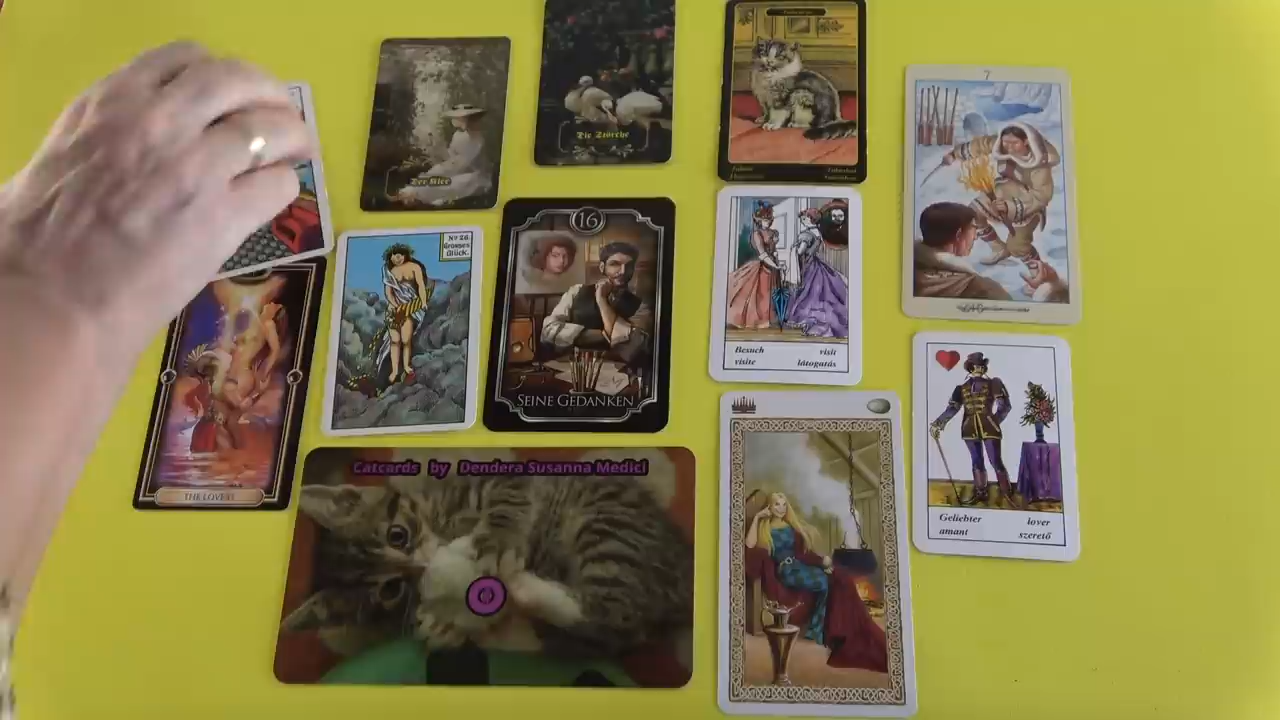 Der Klee
Die Störche
7
No 26.
Grosses
Glück.
16
SEINE GEDANKEN
Besuch visit
visite látogatás
THE LOVERS
Catcards by Dendera Susanna Medici
Geliebter lover
amant szerető